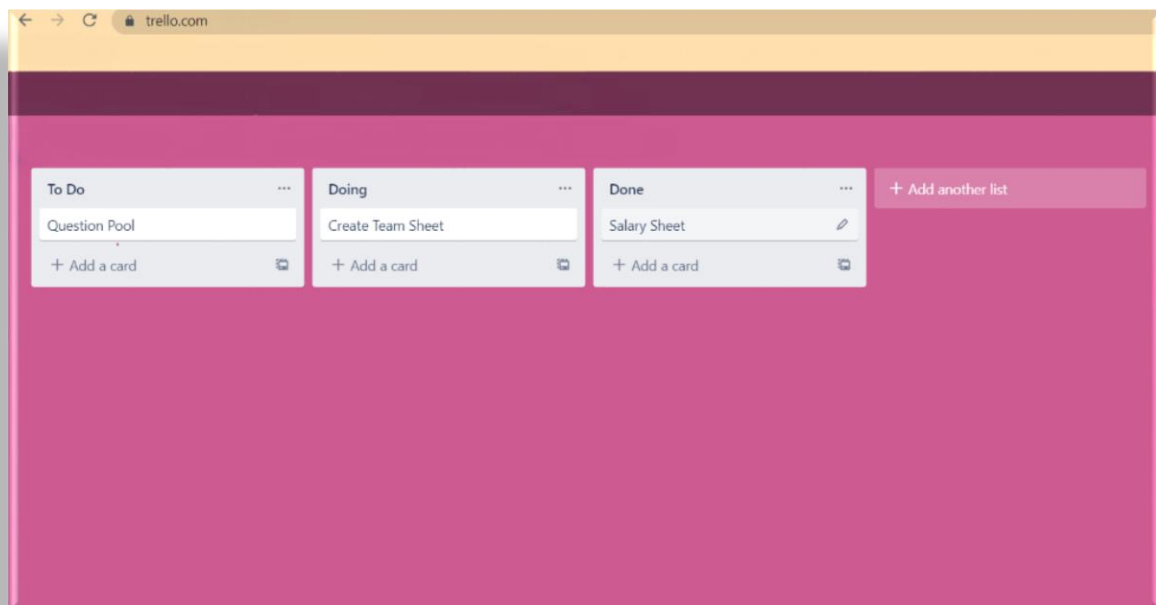 trello.com
To Do
Question Pool
+ Add a card
Doing
Create Team Sheet
+ Add a card
Done
Salary Sheet
+ Add a card
+ Add another list